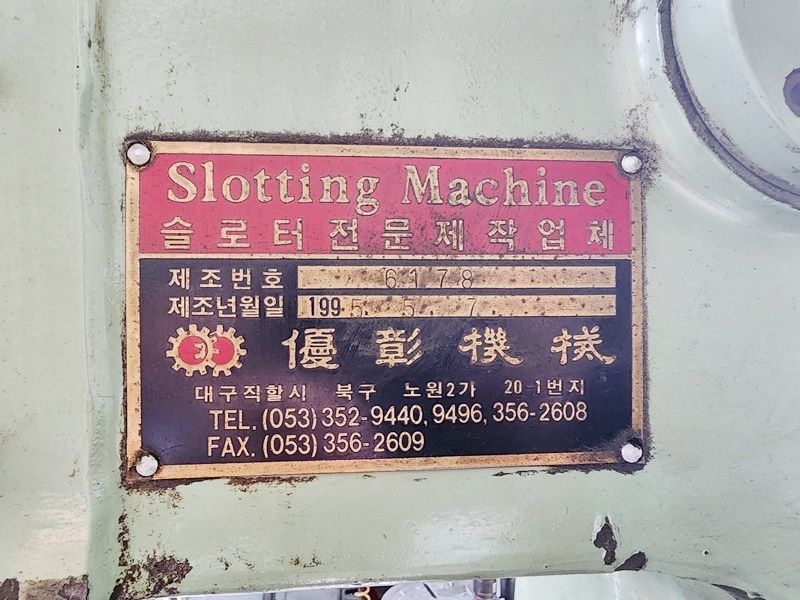 Slotting Machine
슬로터전문제작업체
제조번호 6178
제조년월일 1995. 5. 7.
優彰機械
대구직할시 북구 노원2가 20-1번지
TEL. (053) 352-9440, 9496, 356-2608
FAX. (053) 356-2609